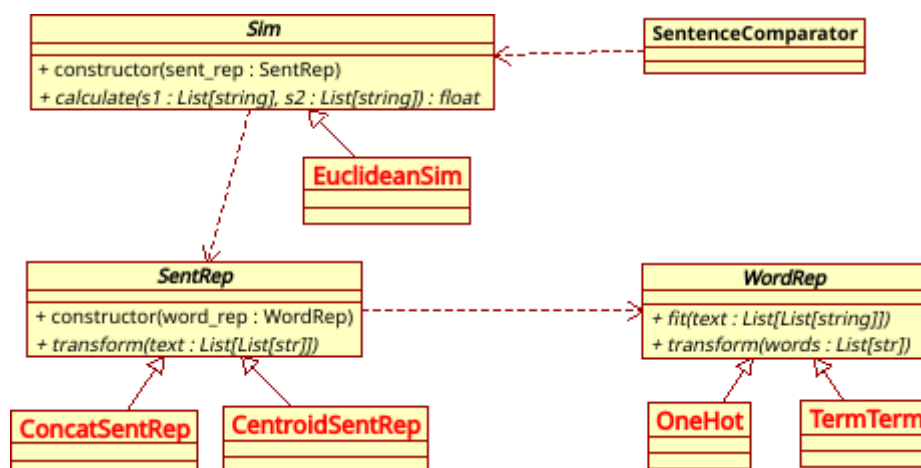 Sim
+ constructor(sent_rep : SentRep)
+ calculate(s1 : List[string], s2 : List[string]) : float
SentenceComparator
EuclideanSim
SentRep
+ constructor(word_rep : WordRep)
+ transform(text : List[List[str]])
WordRep
+ fit(text : List[List[string]])
+ transform(words : List[str])
ConcatSentRep
CentroidSentRep
OneHot
TermTerm